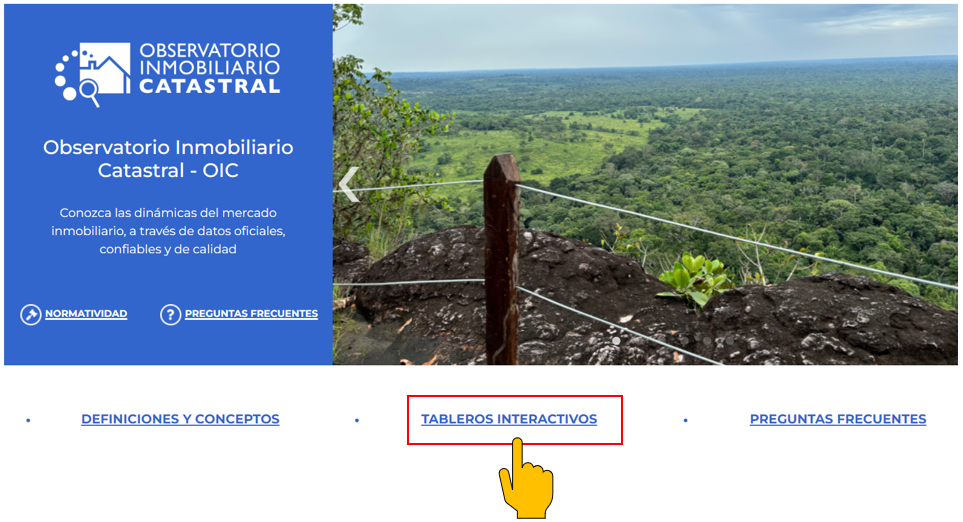 OBSERVATORIO
INMOBILIARIO
CATASTRAL
Observatorio Inmobiliario
Catastral - OIC
Conozca las dinámicas del mercado
inmobiliario, a través de datos oficiales,
confiables y de calidad
NORMATIVIDAD
? PREGUNTAS FRECUENTES
• DEFINICIONES Y CONCEPTOS
• TABLEROS INTERACTIVOS
• PREGUNTAS FRECUENTES